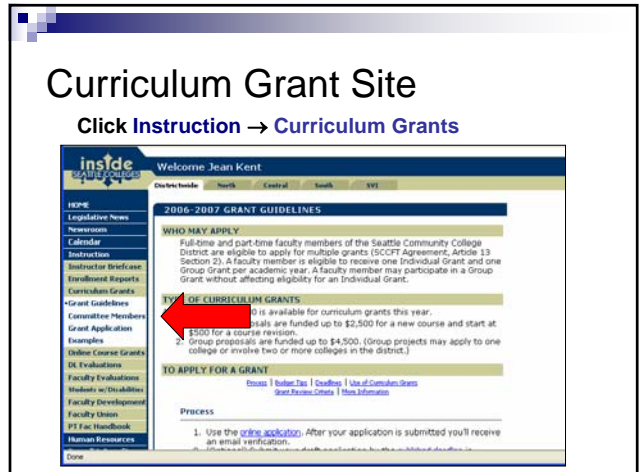 Curriculum Grant Site
Click Instruction → Curriculum Grants
inside
SEATTLE COLLEGES
Welcome Jean Kent
Districtwide North Central South SVI
HOME
Legislative News
Newsroom
Calendar
Instruction
Instructor Briefcase
Enrollment Reports
Curriculum Grants
•Grant Guidelines
Committee Members
Grant Application
Examples
Online Course Grants
DL Evaluations
Faculty Evaluations
Students w/Disabilities
Faculty Development
Faculty Union
PT Fac Handbook
Human Resources
2006-2007 GRANT GUIDELINES
WHO MAY APPLY
Full-time and part-time faculty members of the Seattle Community College
District are eligible to apply for multiple grants (SCCFT Agreement, Article 13
Section 2). A faculty member is eligible to receive one Individual Grant and one
Group Grant per academic year. A faculty member may participate in a Group
Grant without affecting eligibility for an Individual Grant.
OF CURRICULUM GRANTS
is available for curriculum grants this year.
are funded up to $2,500 for a new course and start at
$500 for a course revision.
2. Group proposals are funded up to $4,500. (Group projects may apply to one
college or involve two or more colleges in the district.)
TO APPLY FOR A GRANT
Process | Budget Tips | Deadlines | Use of Curriculum Grants
Grant Review Criteria | More Information
Process
1. Use the online application. After your application is submitted you'll receive
an email verification.
Done